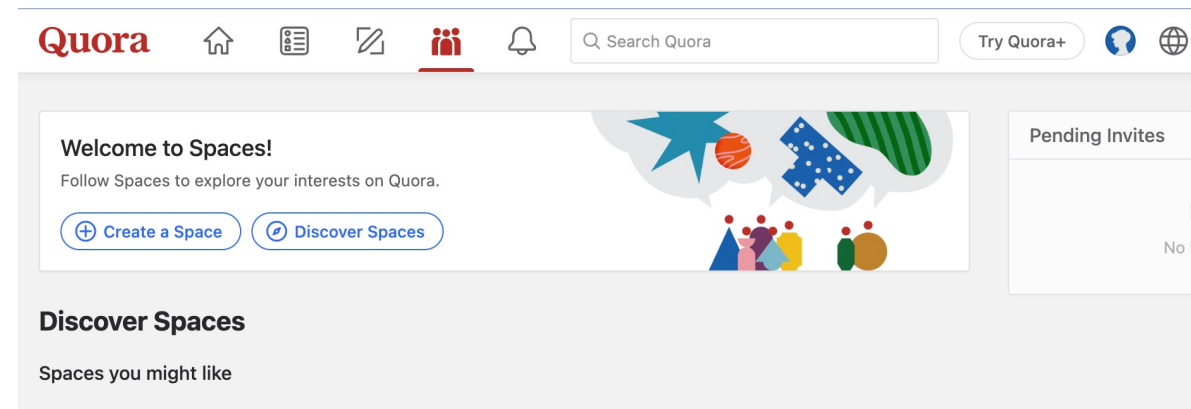 Quora
Search Quora
Try Quora+
Welcome to Spaces!
Follow Spaces to explore your interests on Quora.
Create a Space
Discover Spaces
Pending Invites
No
Discover Spaces
Spaces you might like